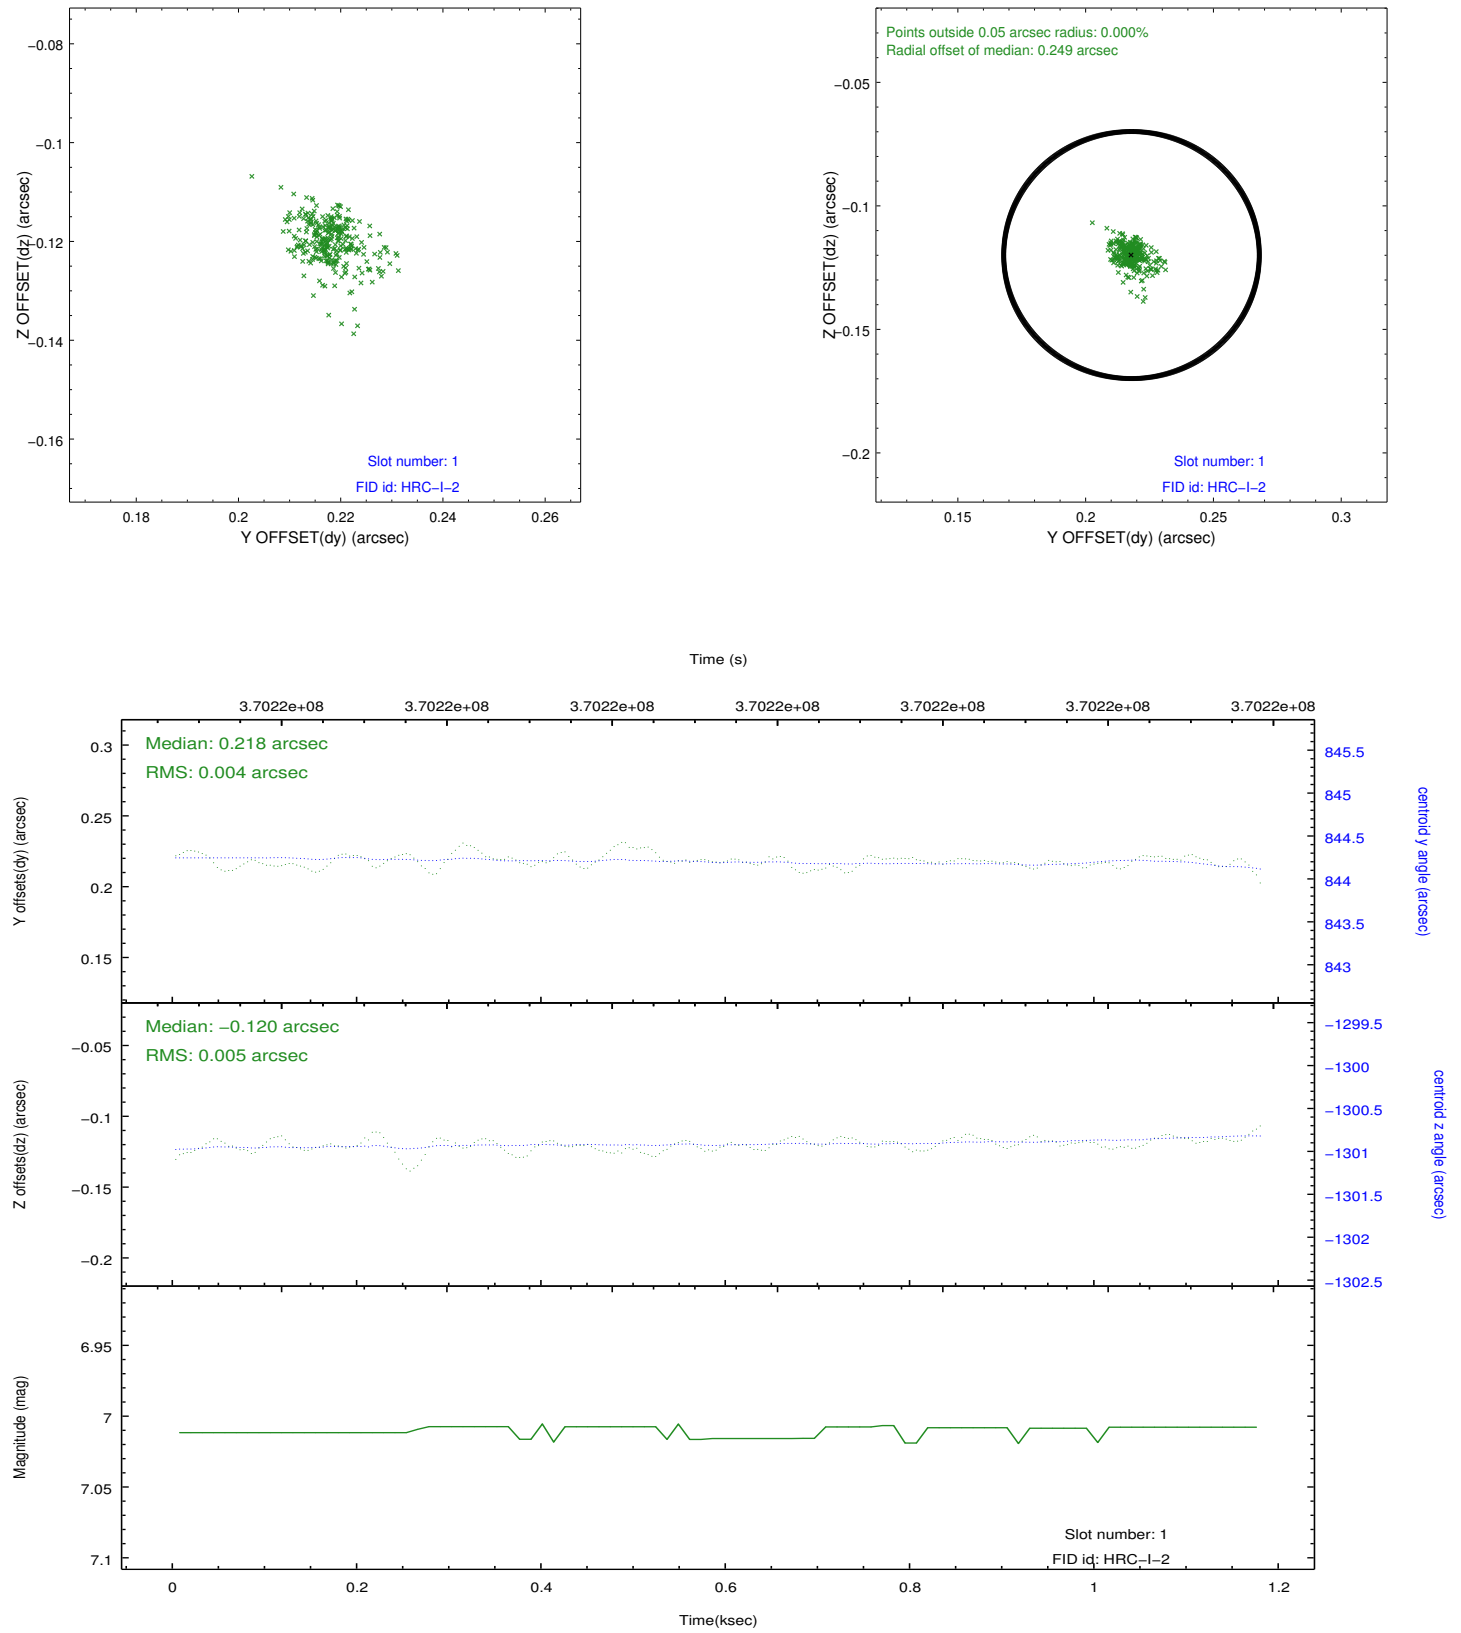 −0.08
−0.1
−0.12
−0.14
−0.16
Z OFFSET(dz) (arcsec)
Slot number: 1
FID id: HRC−I−2
0.18 0.2 0.22 0.24 0.26
Y OFFSET(dy) (arcsec)
Points outside 0.05 arcsec radius: 0.000%
Radial offset of median: 0.249 arcsec
−0.05
−0.1
−0.15
−0.2
Z OFFSET(dz) (arcsec)
Slot number: 1
FID id: HRC−I−2
0.15 0.2 0.25 0.3
Y OFFSET(dy) (arcsec)
Time (s)
3.7022e+08 3.7022e+08 3.7022e+08 3.7022e+08 3.7022e+08 3.7022e+08 3.7022e+08
Median: 0.218 arcsec
RMS: 0.004 arcsec
0.3
0.25
0.2
0.15
Y offsets(dy) (arcsec)
845.5
845
844.5
844
843.5
843
centroid y angle (arcsec)
Median: −0.120 arcsec
RMS: 0.005 arcsec
−0.05
−0.1
−0.15
−0.2
Z offsets(dz) (arcsec)
−1299.5
−1300
−1300.5
−1301
−1301.5
−1302
−1302.5
centroid z angle (arcsec)
6.95
7
7.05
7.1
Magnitude (mag)
Slot number: 1
FID id: HRC−I−2
0 0.2 0.4 0.6 0.8 1 1.2
Time(ksec)